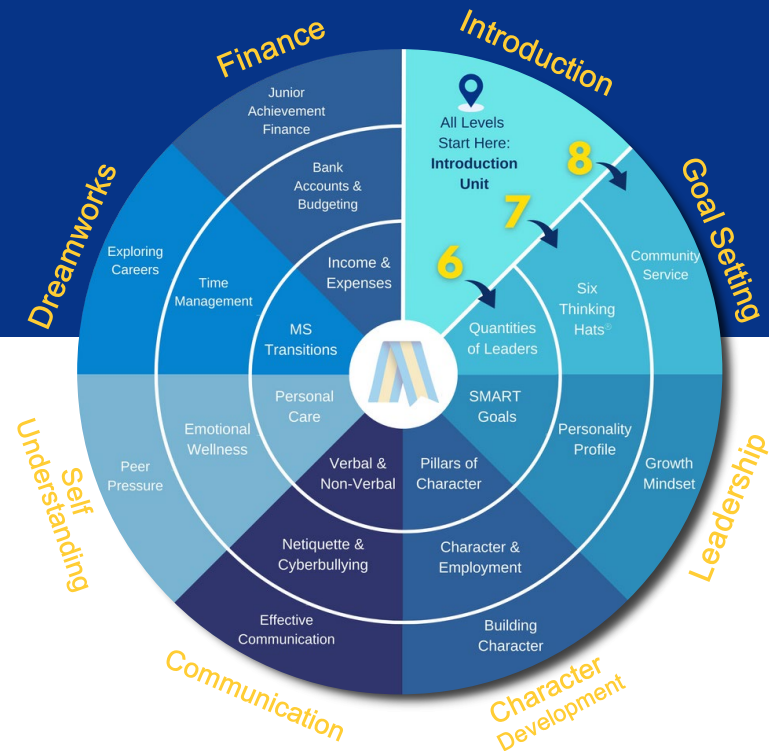 Introduction
All Levels
Start Here:
Introduction
Unit
8
7
6
Goal Setting
Community
Service
Six
Thinking
Hats®
Quantities
of Leaders
Leadership
Growth
Mindset
Personality
Profile
SMART
Goals
Character
Development
Building
Character
Character &
Employment
Pillars of
Character
Communication
Effective
Communication
Netiquette &
Cyberbullying
Verbal &
Non-Verbal
Self
Understanding
Peer
Pressure
Emotional
Wellness
Personal
Care
Dreamworks
Exploring
Careers
Time
Management
MS
Transitions
Finance
Junior
Achievement
Finance
Bank
Accounts &
Budgeting
Income &
Expenses